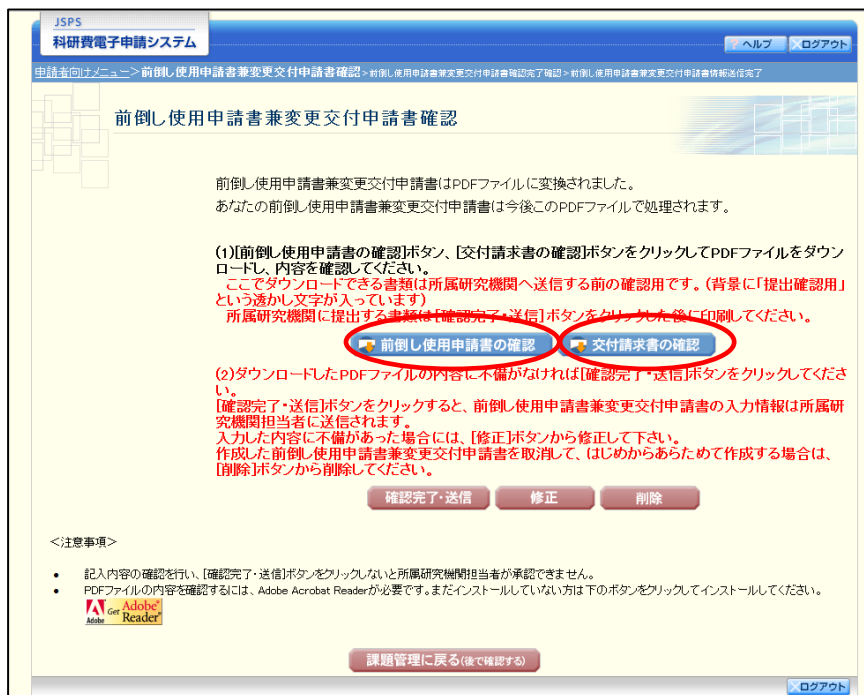 JSPS
科研費電子申請システム
? ヘルプ
×ログアウト
申請者向けメニュー>前倒し使用申請書兼変更交付申請書確認>前倒し使用申請書兼変更交付申請書確認完了確認>前倒し使用申請書兼変更交付申請書情報送信完了
前倒し使用申請書兼変更交付申請書確認
前倒し使用申請書兼変更交付申請書はPDFファイルに変換されました。
あなたの前倒し使用申請書兼変更交付申請書は今後このPDFファイルで処理されます。
(1)[前倒し使用申請書の確認]ボタン、[交付請求書の確認]ボタンをクリックしてPDFファイルをダウン
ロードし、内容を確認してください。
ここでダウンロードできる書類は所属研究機関へ送信する前の確認用です。(背景に「提出確認用」
という透かし文字が入っています)
所属研究機関に提出する書類は[確認完了・送信]ボタンをクリックした後に印刷してください。
前倒し使用申請書の確認
交付請求書の確認
(2)ダウンロードしたPDFファイルの内容に不備がなければ[確認完了・送信]ボタンをクリックしてくださ
い。
[確認完了・送信]ボタンをクリックすると、前倒し使用申請書兼変更交付申請書の入力情報は所属研
究機関担当者に送信されます。
入力した内容に不備があった場合には、[修正]ボタンから修正して下さい。
作成した前倒し使用申請書兼変更交付申請書を取消して、はじめからあらためて作成する場合は、
[削除]ボタンから削除してください。
確認完了・送信
修正
削除
<注意事項>
• 記入内容の確認を行い、[確認完了・送信]ボタンをクリックしないと所属研究機関担当者が承認できません。
• PDFファイルの内容を確認するには、Adobe Acrobat Readerが必要です。まだインストールしていない方は下のボタンをクリックしてインストールしてください。
Adobe
Get Adobe®
Reader®
課題管理に戻る(後で確認する)
×ログアウト